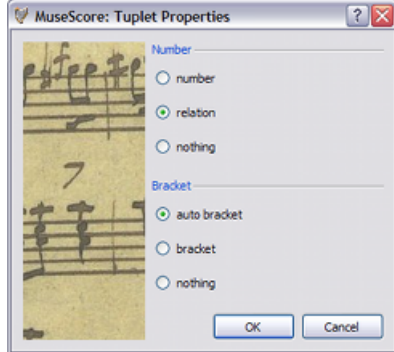 MuseScore: Tuplet Properties
Number
number
relation
nothing
7
Bracket
auto bracket
bracket
nothing
OK
Cancel